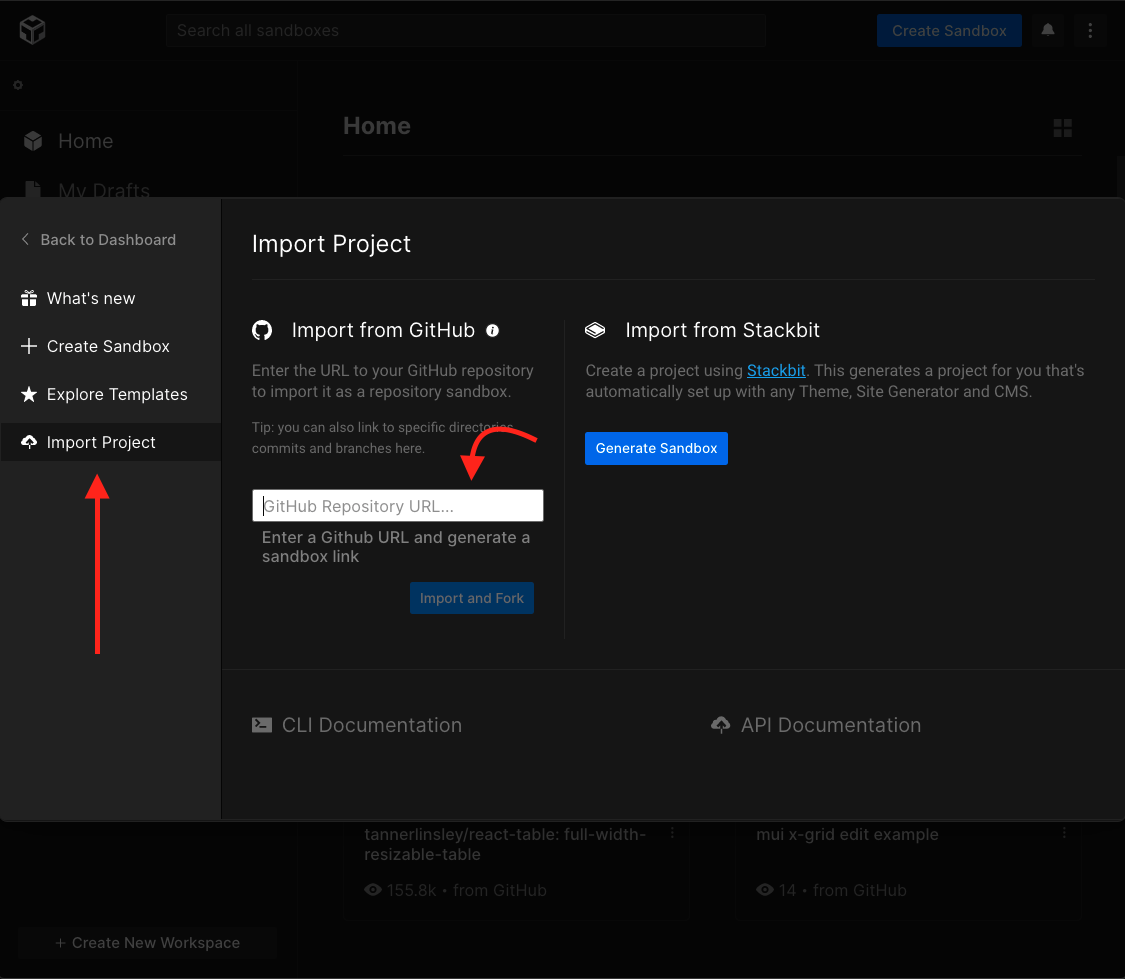 Search all sandboxes
Create Sandbox
Home
Home
My Drafts
Back to Dashboard
What's new
Create Sandbox
Explore Templates
Import Project
Import Project
Import from GitHub
Enter the URL to your GitHub repository
to import it as a repository sandbox.
Tip: you can also link to specific directories,
commits and branches here.
GitHub Repository URL...
Enter a Github URL and generate a
sandbox link
Import and Fork
Import from Stackbit
Create a project using Stackbit. This generates a project for you that's
automatically set up with any Theme, Site Generator and CMS.
Generate Sandbox
CLI Documentation
API Documentation
tannerlinsley/react-table: full-width-
resizable-table
155.8k • from GitHub
mui x-grid edit example
14 • from GitHub
+ Create New Workspace